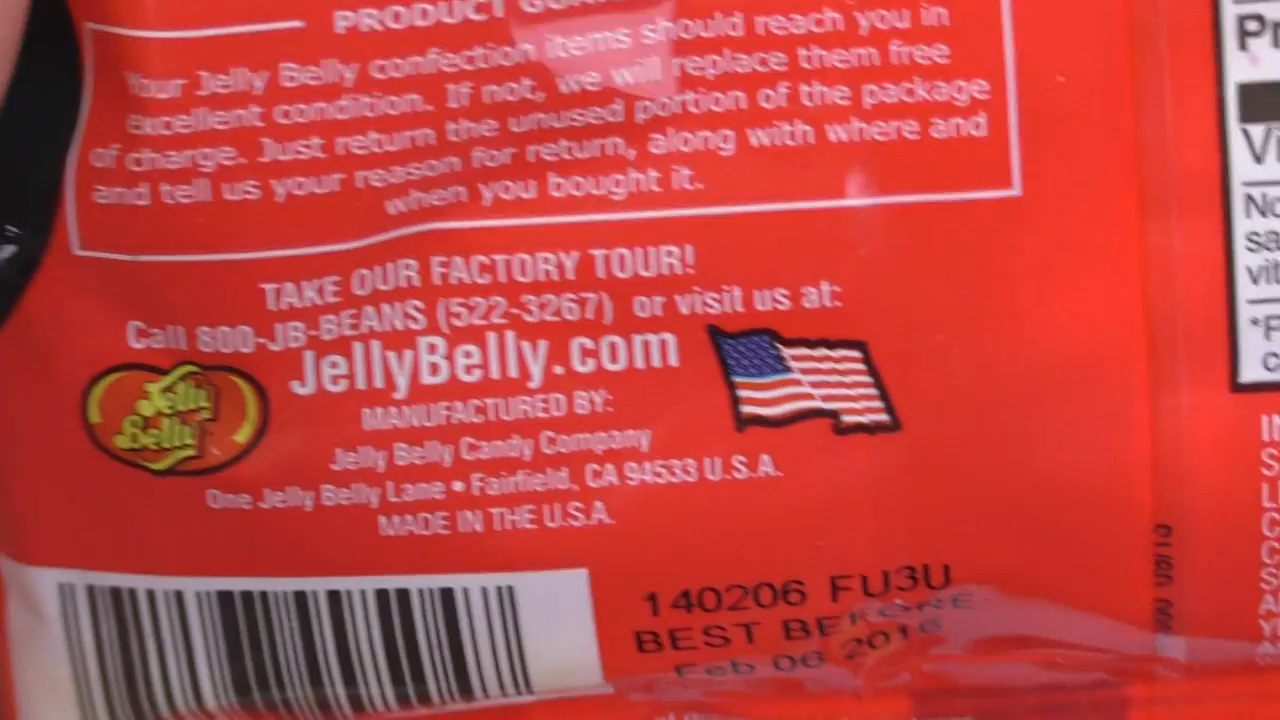 PRODUCT
Your Jelly Belly confection items should reach you in
excellent condition. If not, we will replace them free
of charge. Just return the unused portion of the package
and tell us your reason for return, along with where and
when you bought it.
TAKE OUR FACTORY TOUR!
Call 800-JB-BEANS (522-3267) or visit us at:
JellyBelly.com
Jelly
Belly
MANUFACTURED BY:
Jelly Belly Candy Company
One Jelly Belly Lane • Fairfield, CA 94533 U.S.A.
MADE IN THE U.S.A.
140206 FU3U
BEST BEFORE:
Feb 06 2016